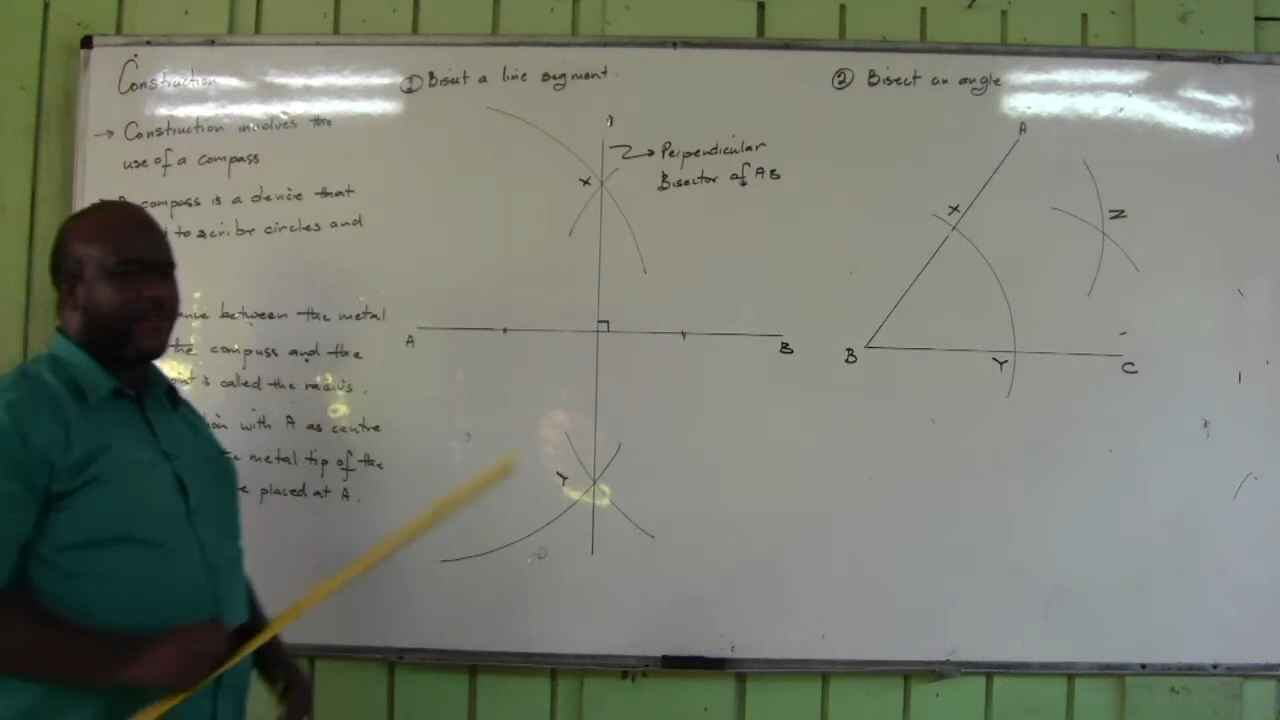 Construction
→ Construction involves the
use of a compass
compass is a device that
to scribe circles and
between the metal
the compass and the
is called the radius.
with A as centre
metal tip of the
placed at A.
① Bisect a line segment.
→ Perpendicular
Bisector of AB
X
A
B
Y
② Bisect an angle
A
X
Z
B
Y
C